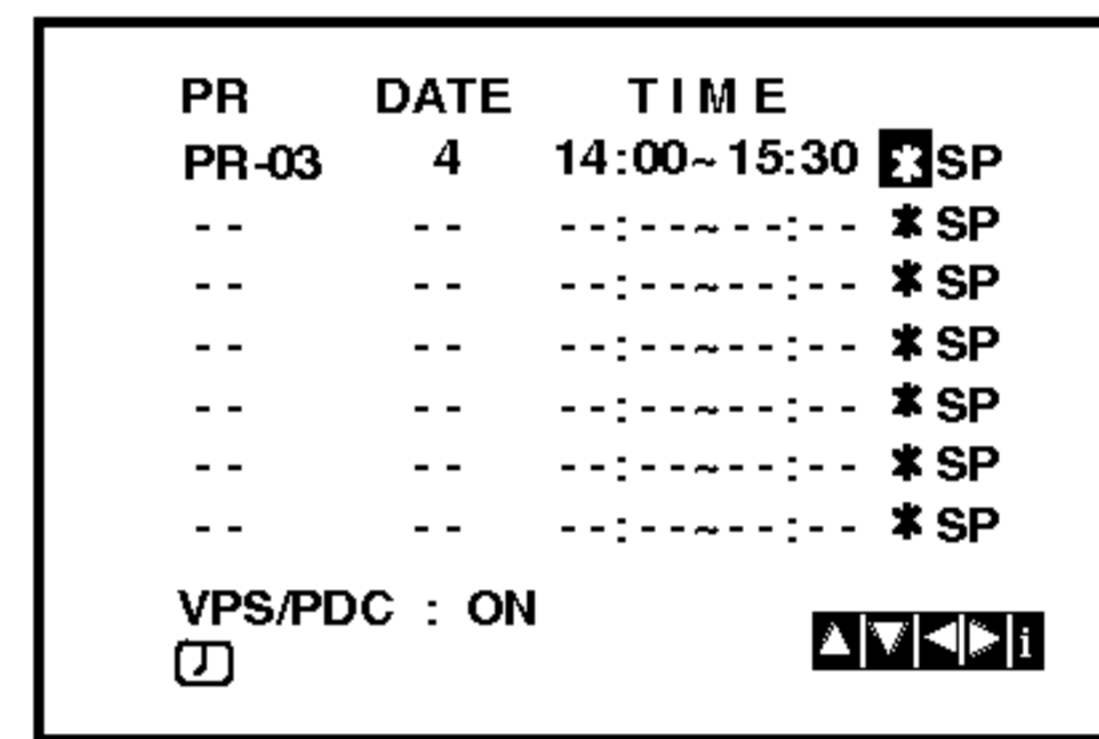 PR DATE TIME
PR-03 4 14:00~15:30 *SP
-- -- --:--~--:-- *SP
-- -- --:--~--:-- *SP
-- -- --:--~--:-- *SP
-- -- --:--~--:-- *SP
-- -- --:--~--:-- *SP
-- -- --:--~--:-- *SP
VPS/PDC : ON
▲ ▼ ◀ ▶ i